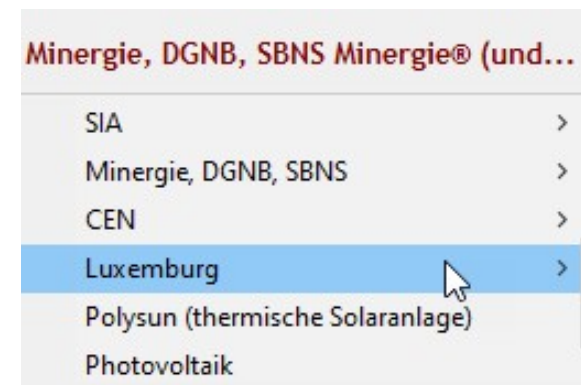 Minergie, DGNB, SBNS Minergie® (und...
SIA
Minergie, DGNB, SBNS
CEN
Luxemburg
Polysun (thermische Solaranlage)
Photovoltaik